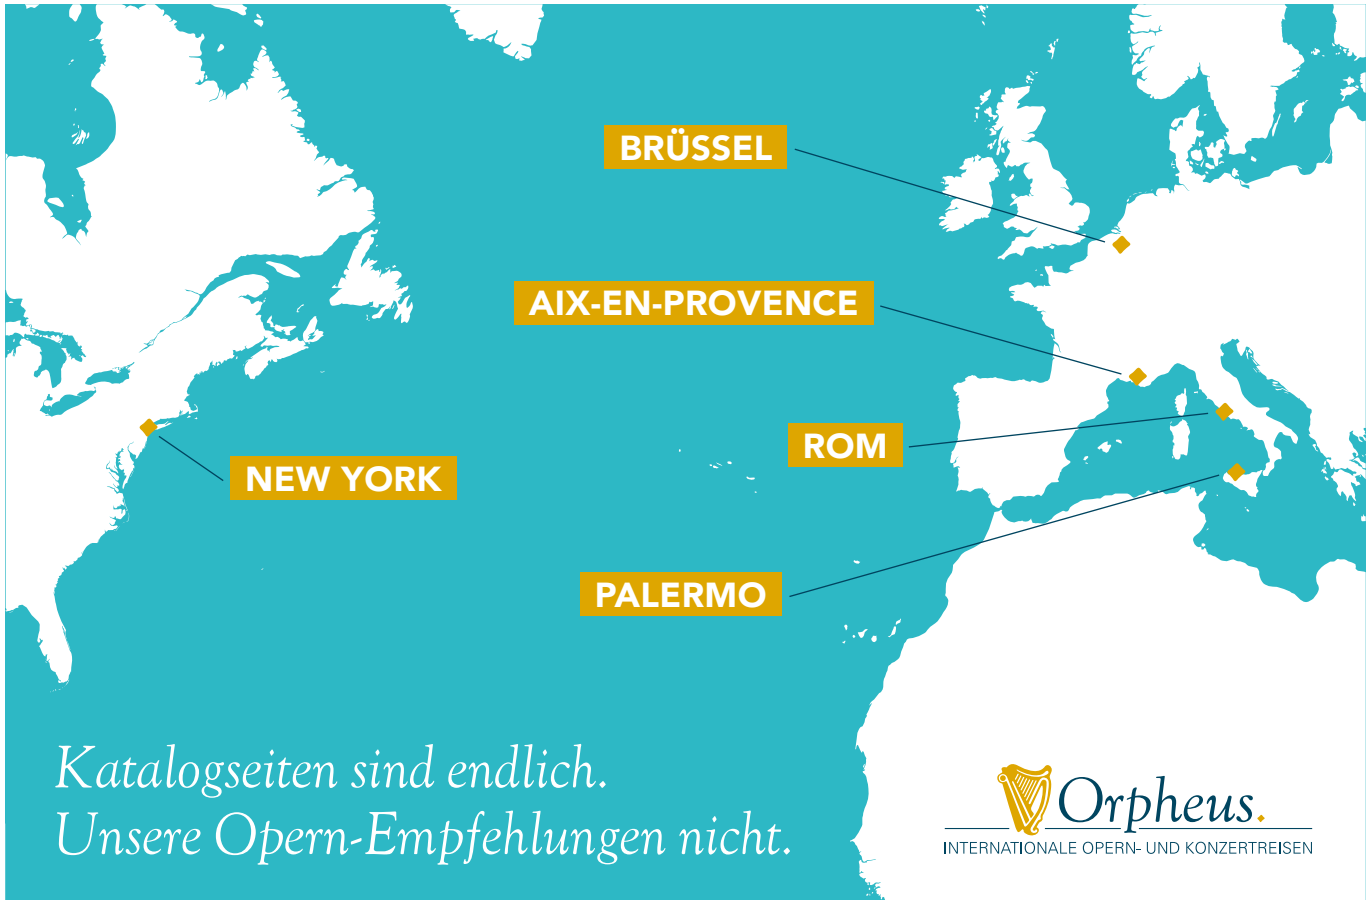 BRÜSSEL
AIX-EN-PROVENCE
ROM
NEW YORK
PALERMO
Katalogseiten sind endlich.
Unsere Opern-Empfehlungen nicht.
Orpheus.
INTERNATIONALE OPERN- UND KONZERTREISEN